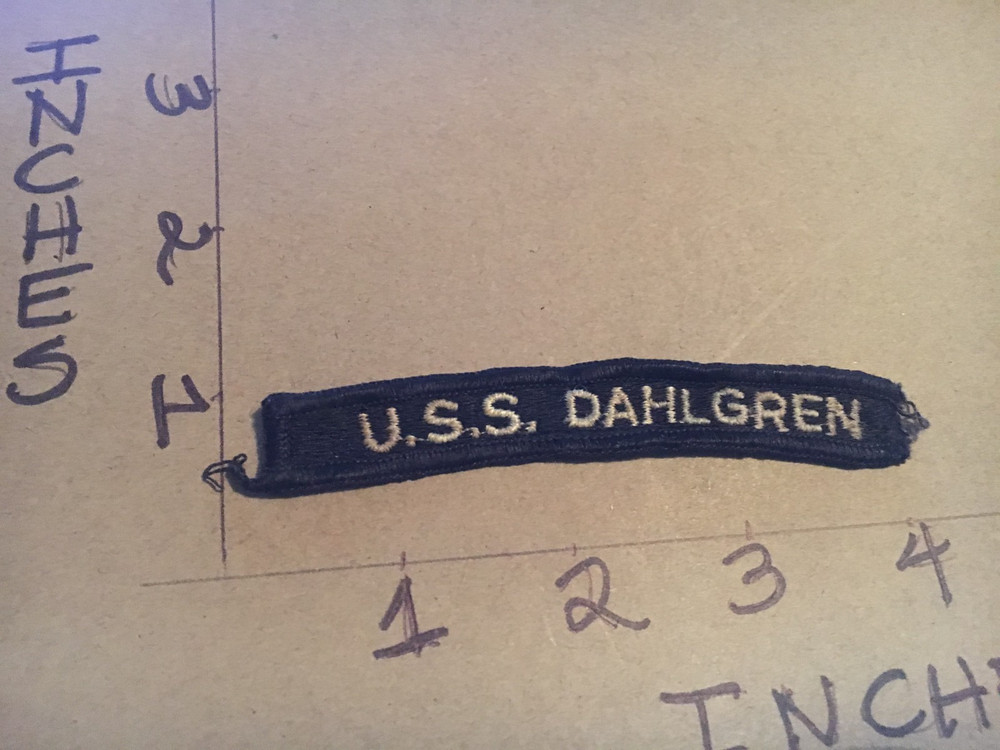 INCHES
3
2
1
U.S.S. DAHLGREN
1 2 3 4
INCH